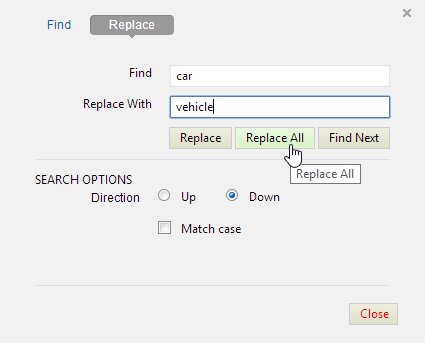 Find Replace
Find car
Replace With vehicle
Replace Replace All Find Next
Replace All
SEARCH OPTIONS
Direction Up Down
Match case
Close